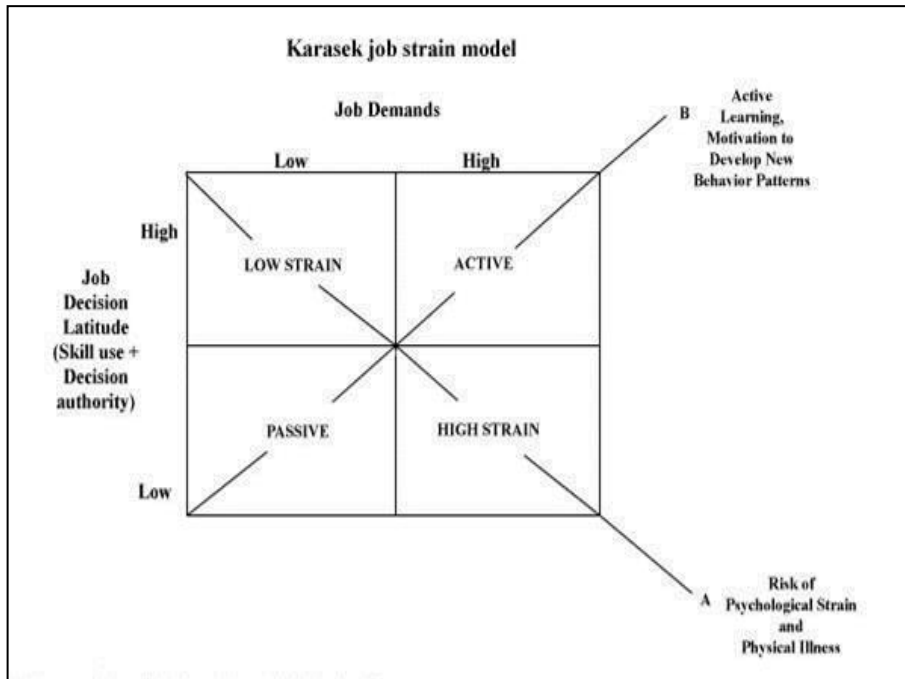 Karasek job strain model
Job Demands
Low
High
B
Active
Learning,
Motivation to
Develop New
Behavior Patterns
High
LOW STRAIN
ACTIVE
Job
Decision
Latitude
(Skill use +
Decision
authority)
PASSIVE
HIGH STRAIN
Low
A
Risk of
Psychological Strain
and
Physical Illness